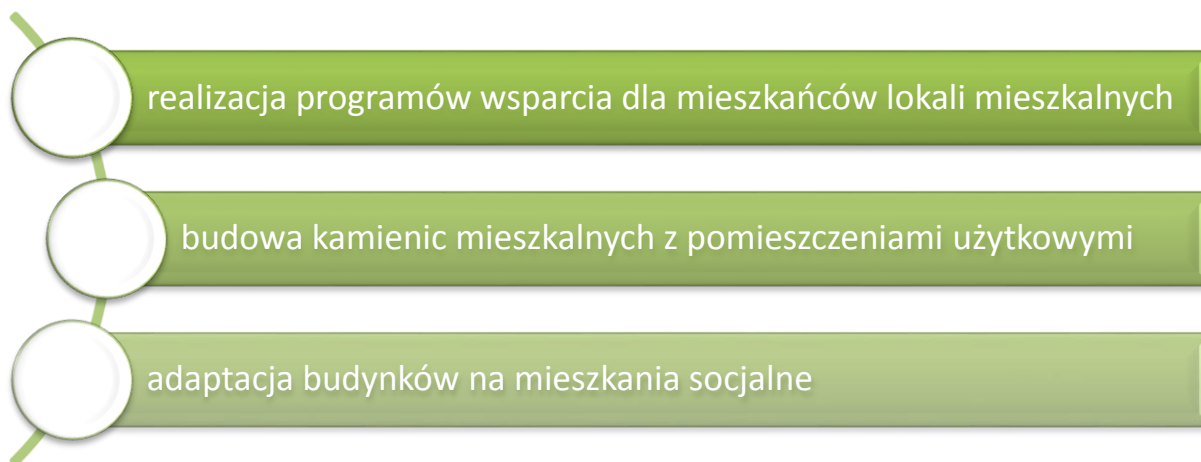 realizacja programów wsparcia dla mieszkańców lokali mieszkalnych
budowa kamienic mieszkalnych z pomieszczeniami użytkowymi
adaptacja budynków na mieszkania socjalne